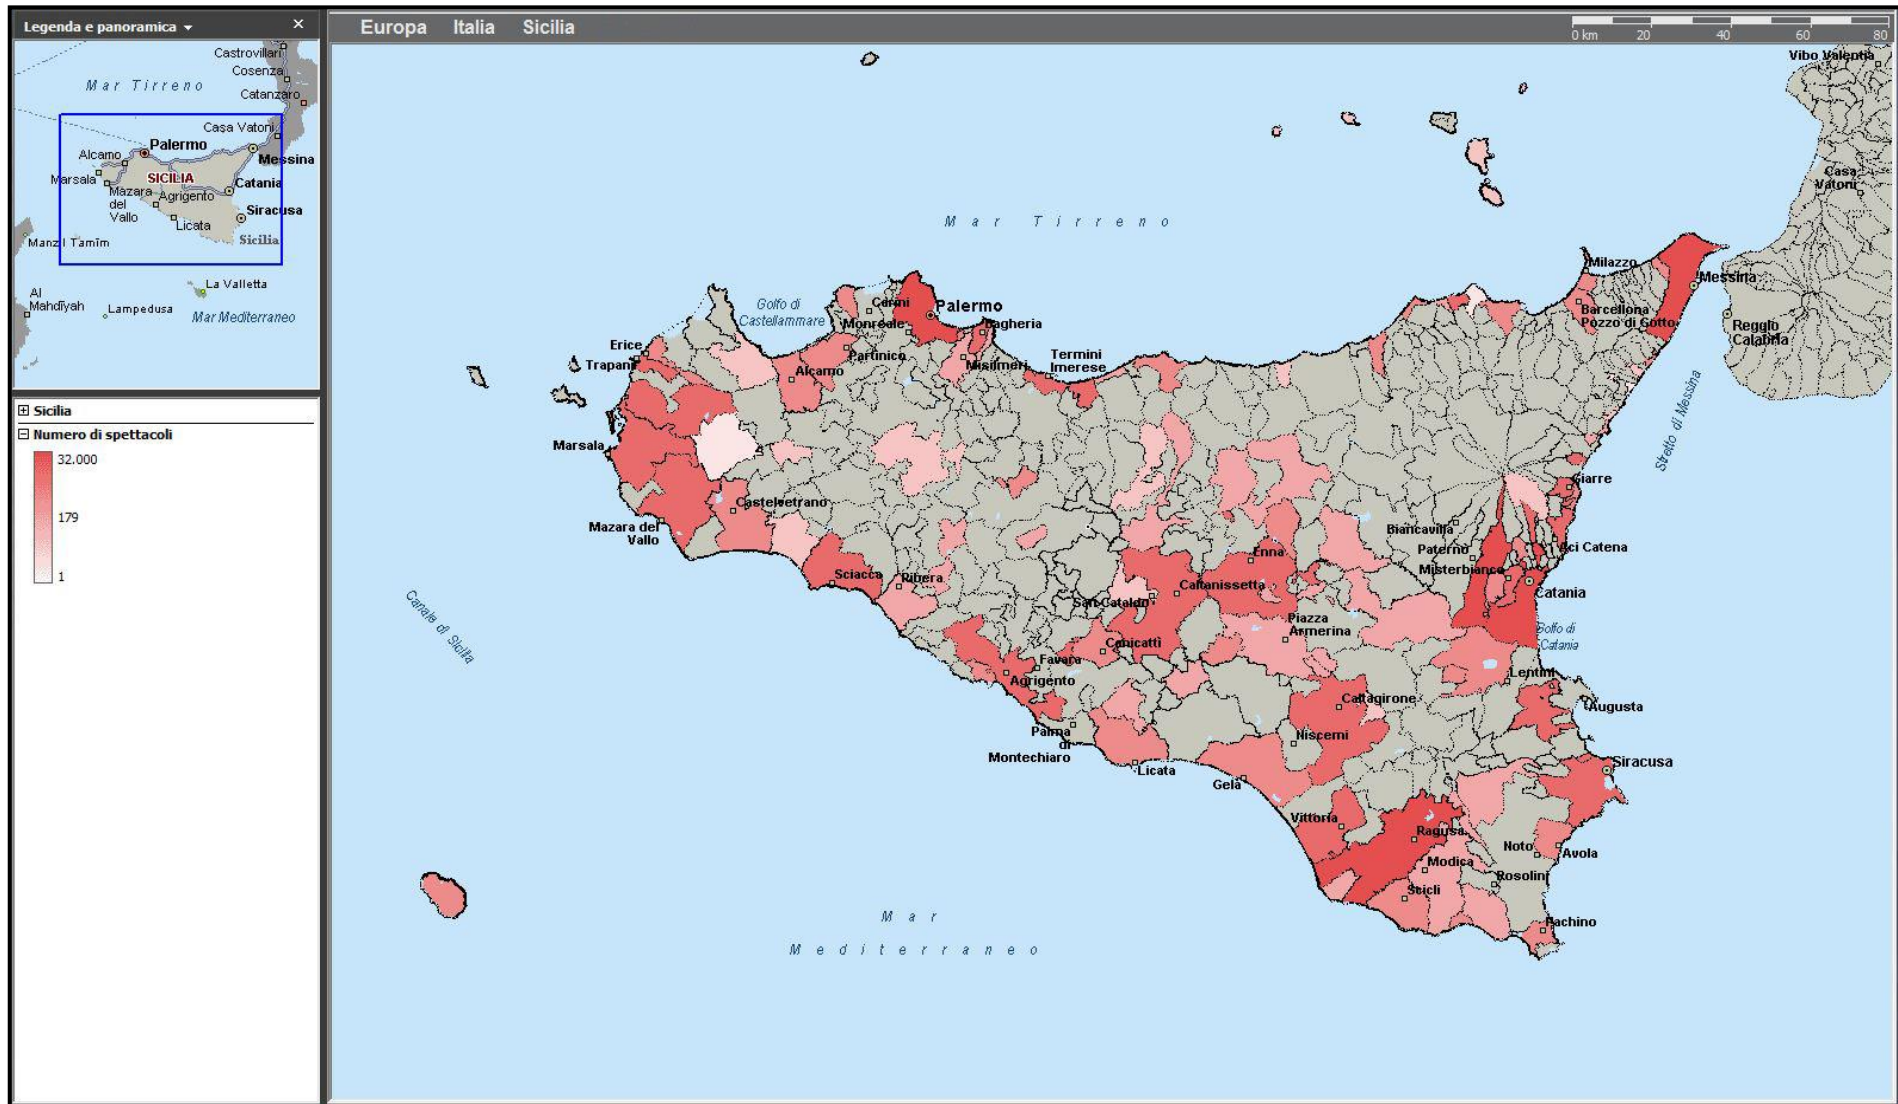 Legenda e panoramica
Castrovillari
Cosenza
Mar Tirreno
Catanzaro
Casa Vatoni
Palermo
Alcamo
Messina
Marsala
SICILIA
Catania
Mazara
del
Vallo
Agrigento
Siracusa
Licata
Sicilia
Manzil Tamīm
La Valletta
Al
Mahdīyah
Lampedusa
Mar Mediterraneo
Sicilia
Numero di spettacoli
32.000
179
1
Europa Italia Sicilia
0 km 20 40 60 80
Vibo Valentia
Casa
Vatoni
Mar Tirreno
Milazzo
Messina
Golfo di
Castellammare
Carini
Palermo
Monreale
Bagheria
Barcellona
Pozzo di Gotto
Reggio
Calabria
Erice
Trapani
Partinico
Misilmeri
Termini
Imerese
Alcamo
Stretto di Messina
Marsala
Giarre
Castelvetrano
Mazara del
Vallo
Biancavilla
Paternò
Aci Catena
Enna
Misterbianco
Sciacca
Ribera
Caltanissetta
San Cataldo
Catania
Canale di Sicilia
Piazza
Armerina
Golfo di
Catania
Canicattì
Favara
Agrigento
Lentini
Caltagirone
Augusta
Palma
di
Montechiaro
Niscemi
Licata
Siracusa
Gela
Vittoria
Ragusa
Noto
Avola
Modica
Rosolini
Scicli
Pachino
Mar
Mediterraneo